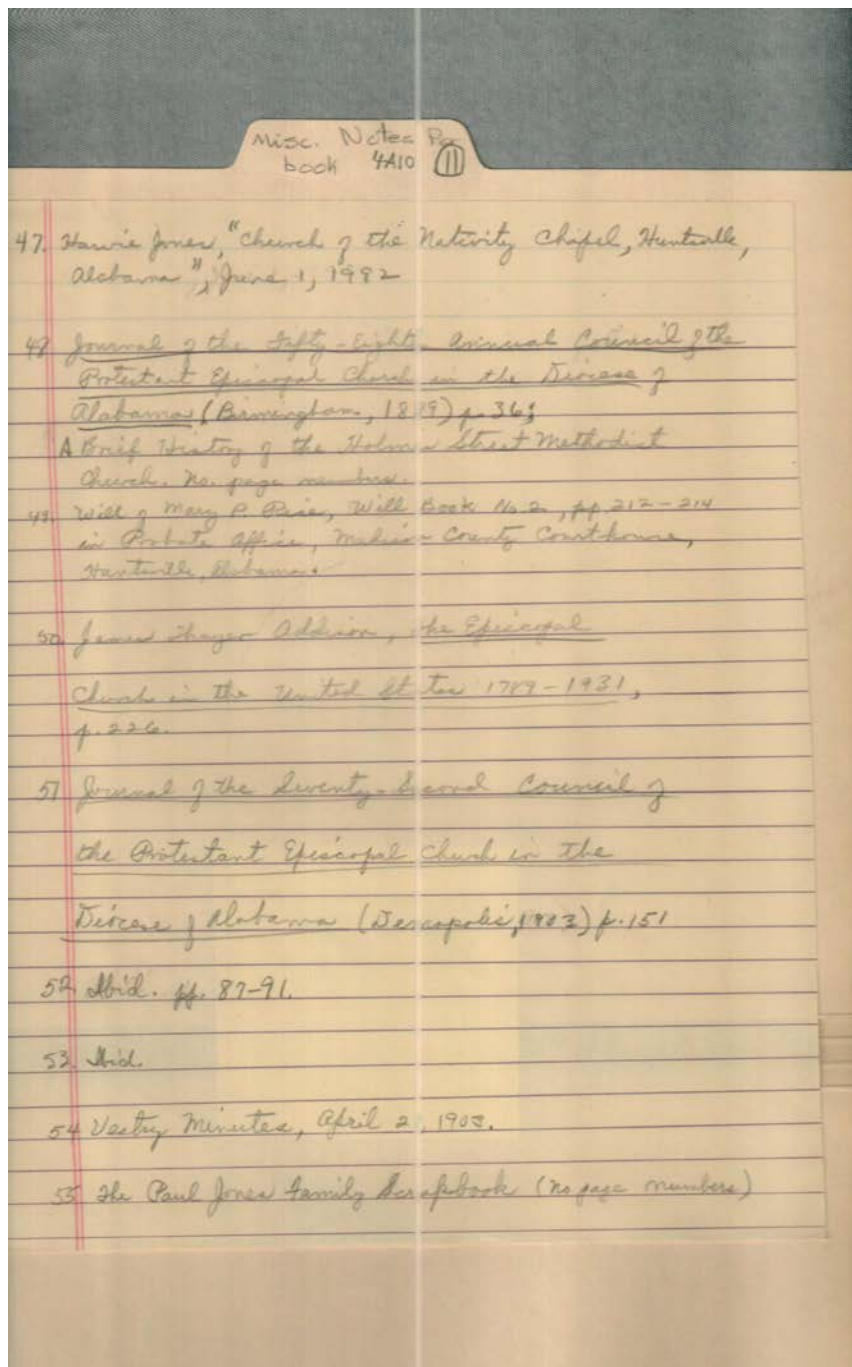 Misc. Notes For
book 4A10 11
47. Harvie Jones, "Church of the Nativity Chapel, Huntsville,
Alabama", June 1, 1992
48 Journal of the Fifty-Eighth Annual Council of the
Protestant Episcopal Church in the Diocese of
Alabama (Birmingham, 1889) p. 36;
A Brief History of the Holmes Street Methodist
Church. No. page numbers.
49. Will of Mary P. Rice, Will Book No. 2, pp. 212-214
in Probate Office, Madison County Courthouse,
Huntsville, Alabama.
50. James Thayer Addison, the Episcopal
Church in the United States 1789-1931,
p. 226.
51 Journal of the Seventy-Second Council of
the Protestant Episcopal Church in the
Diocese of Alabama (Demopolis, 1903) p. 151
52 Ibid. pp. 87-91.
53. Ibid.
54 Vestry Minutes, April 2, 1903.
55 The Paul Jones Family Scrapbook (no page numbers)